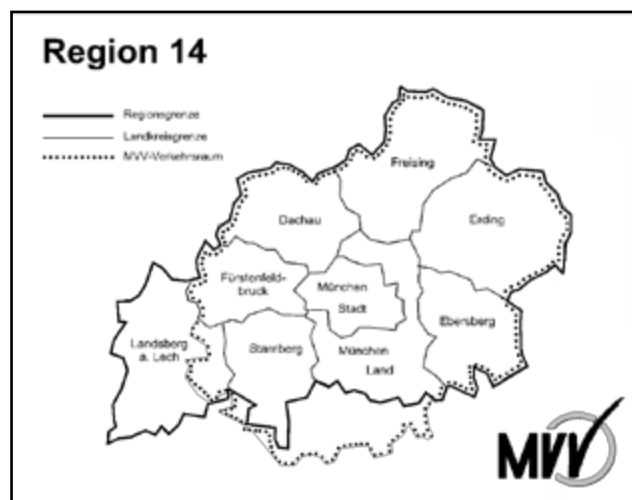 Region 14
Regionsgrenze
Landkreisgrenze
MVV-Verkehrsraum
Freising
Dachau
Erding
Fürstenfeld-
bruck
München
Stadt
Ebersberg
Landsberg
a. Lech
Starnberg
München
Land
MVV